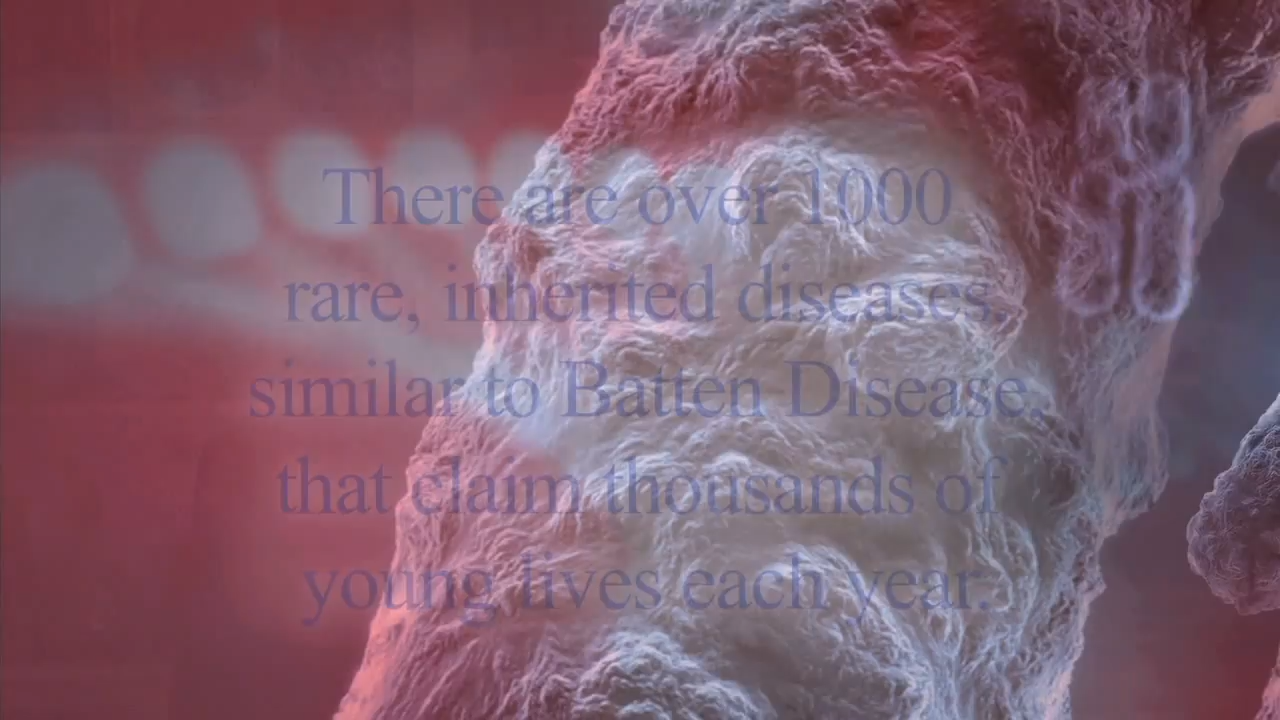 There are over 1000
rare, inherited diseases,
similar to Batten Disease,
that claim thousands of
young lives each year.